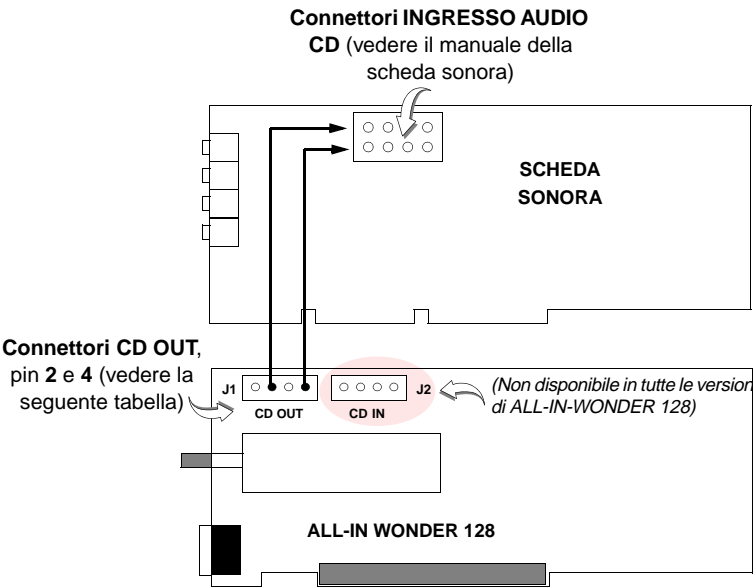 Connettori INGRESSO AUDIO
CD (vedere il manuale della
scheda sonora)
SCHEDA
SONORA
Connettori CD OUT,
pin 2 e 4 (vedere la
seguente tabella)
J1
CD OUT
CD IN
J2
(Non disponibile in tutte le version
di ALL-IN-WONDER 128)
ALL-IN WONDER 128